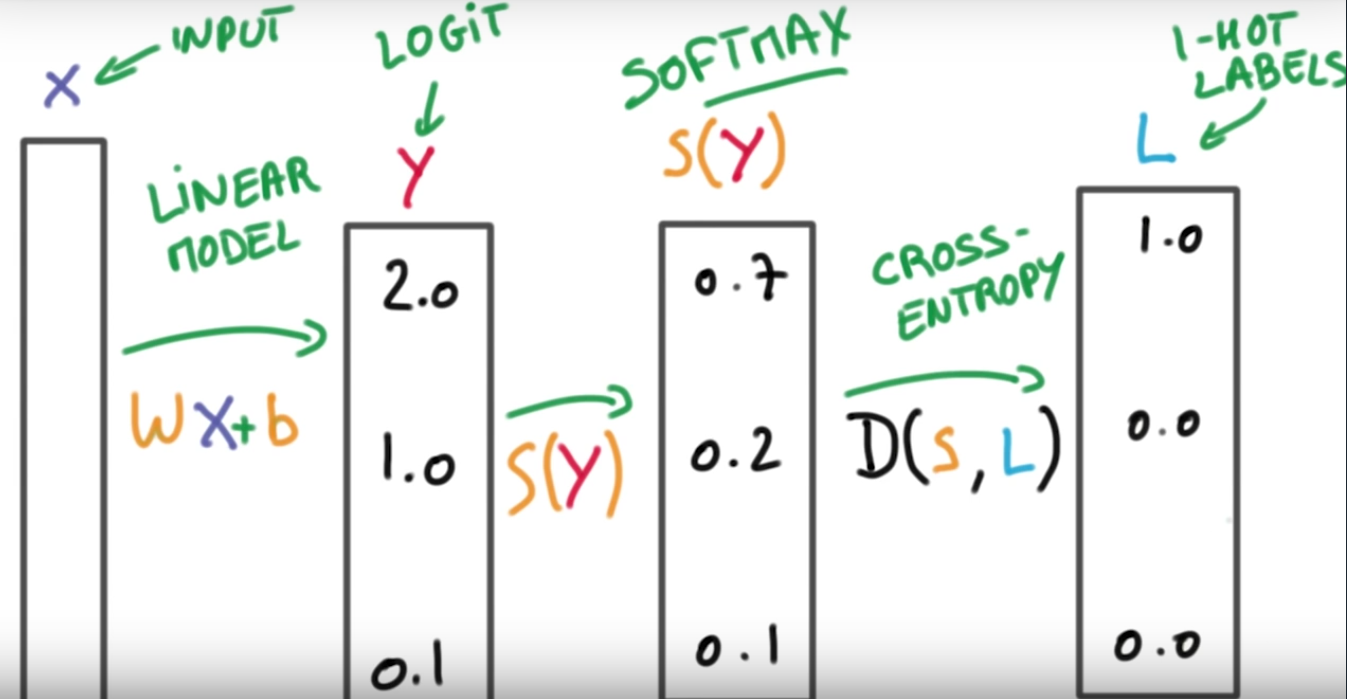 INPUT
X
LINEAR
MODEL
WX+b
LOGIT
Y
2.0
1.0
0.1
S(Y)
SOFTMAX
S(Y)
0.7
0.2
0.1
CROSS-
ENTROPY
D(S,L)
1-HOT
LABELS
L
1.0
0.0
0.0